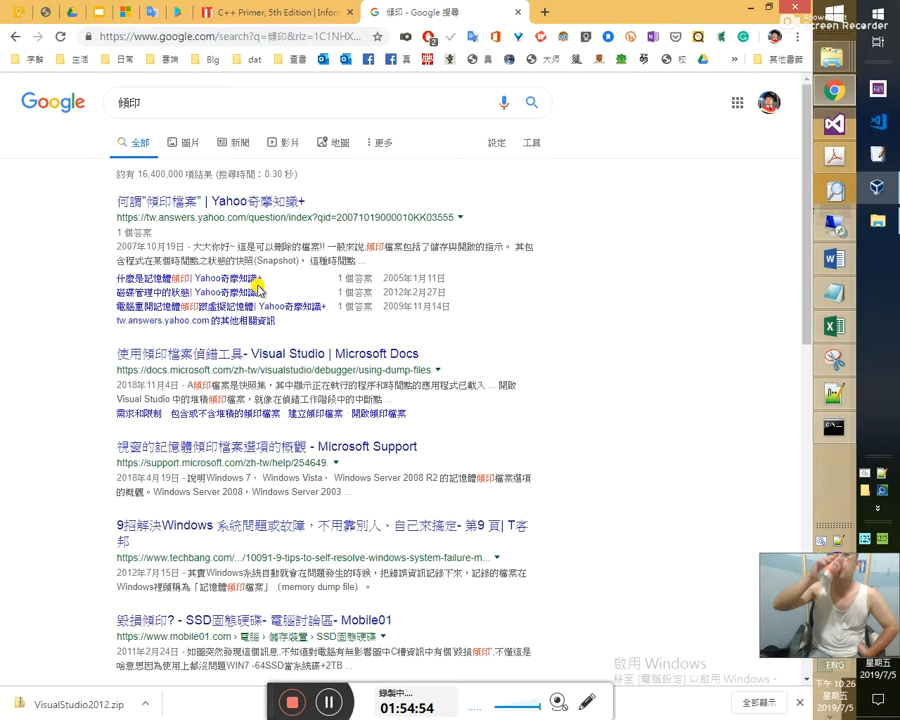 C++ Primer, 5th Edition | Inform
傾印 - Google 搜尋
https://www.google.com/search?q=傾印&rlz=1C1NHX...
Screen Recorder
字辭
生活
日常
雲端
Blg
dat
查書
真
異
大師
校
其他書籤
Google
傾印
全部
圖片
新聞
影片
地圖
更多
設定
工具
約有 16,400,000 項結果 (搜尋時間：0.30 秒)
何謂"傾印檔案" | Yahoo奇摩知識+
https://tw.answers.yahoo.com/question/index?qid=20071019000010KK03555
1 個答案
2007年10月19日 - 大大你好~ 這是可以刪除的檔案!! 一般來說.傾印檔案包括了儲存與開啟的指示。 其包
含程式在某個時間點之狀態的快照(Snapshot)， 這種時間 ...
什麼是記憶體傾印| Yahoo奇摩知識+ 1 個答案 2005年1月11日
磁碟管理中的狀態| Yahoo奇摩知識 1 個答案 2012年2月27日
電腦重開記憶體傾印跟虛擬記憶體| Yahoo奇摩知識+ 1 個答案 2009年11月14日
tw.answers.yahoo.com 的其他相關資訊
使用傾印檔案偵錯工具- Visual Studio | Microsoft Docs
https://docs.microsoft.com/zh-tw/visualstudio/debugger/using-dump-files
2018年11月4日 - A傾印檔案是快照集，其中顯示正在執行的程序和時間點的應用程式已載入 ... 開啟
Visual Studio 中的堆積傾印檔案，就像在偵錯工作階段中的中斷點 ...
需求和限制 · 包含或不含堆積的傾印檔案 · 建立傾印檔案 · 開啟傾印檔案
視窗的記憶體傾印檔案選項的概觀 - Microsoft Support
https://support.microsoft.com/zh-tw/help/254649
2018年4月19日 - 說明Windows 7、 Windows Vista、 Windows Server 2008 R2 的記憶體傾印檔案選項
的概觀。Windows Server 2008，Windows Server 2003 ...
9招解決Windows 系統問題或故障，不用靠別人、自己來搞定- 第9 頁| T客
邦
https://www.techbang.com/.../10091-9-tips-to-self-resolve-windows-system-failure-m...
2012年7月15日 - 其實Windows系統自動就會在問題發生的時候，把錯誤資訊記錄下來，記錄的檔案在
Windows裡頭稱為「記憶體傾印檔案」（memory dump file）。
毀損傾印? - SSD固態硬碟- 電腦討論區- Mobile01
https://www.mobile01.com › 電腦 › 儲存裝置 › SSD固態硬碟
2011年2月24日 - 如圖突然發現這個訊息.不知道對電腦有無影響圖中C槽資訊中有個'毀損傾印'.不懂這是
啥意思因為使用上都沒問題WIN7 -64SSD當系統碟+2TB ...
啟用 Windows
移至 [電腦設定] 以啟用 Windows。
ENG
星期五
下午 10:26
2019/7/5
星期五
2019/7/5
VisualStudio2012.zip
錄製中....
01:54:54
全部顯示